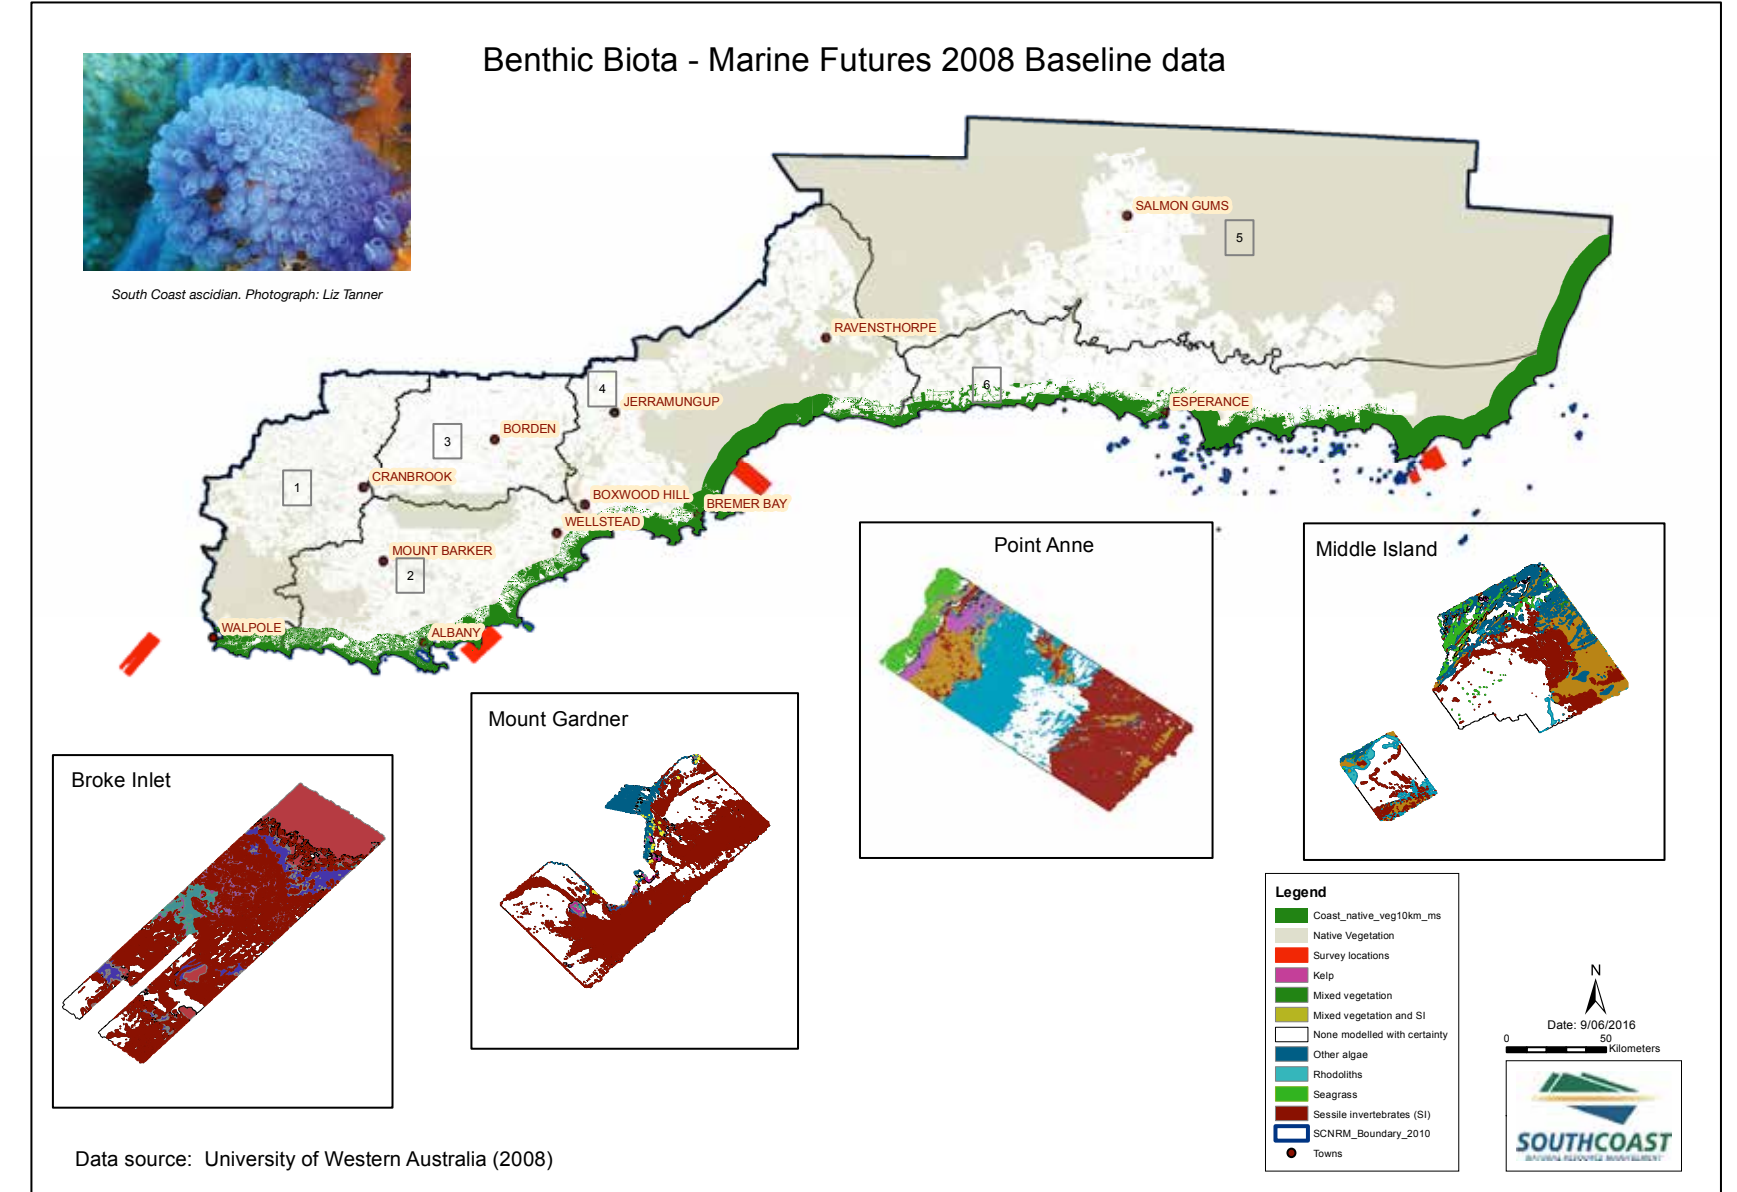 Benthic Biota - Marine Futures 2008 Baseline data
South Coast ascidian. Photograph: Liz Tanner
SALMON GUMS
5
RAVENSTHORPE
4
6
JERRAMUNGUP
ESPERANCE
3
BORDEN
CRANBROOK
1
BOXWOOD HILL
BREMER BAY
WELLSTEAD
MOUNT BARKER
2
WALPOLE
ALBANY
Point Anne
Middle Island
Mount Gardner
Broke Inlet
Legend
Coast_native_veg10km_ms
Native Vegetation
Survey locations
Kelp
Mixed vegetation
Mixed vegetation and SI
None modelled with certainty
Other algae
Rhodoliths
Seagrass
Sessile invertebrates (SI)
SCNRM_Boundary_2010
Towns
N
Date: 9/06/2016
0 50
Kilometers
SOUTHCOAST
NATURAL RESOURCE MANAGEMENT
Data source: University of Western Australia (2008)